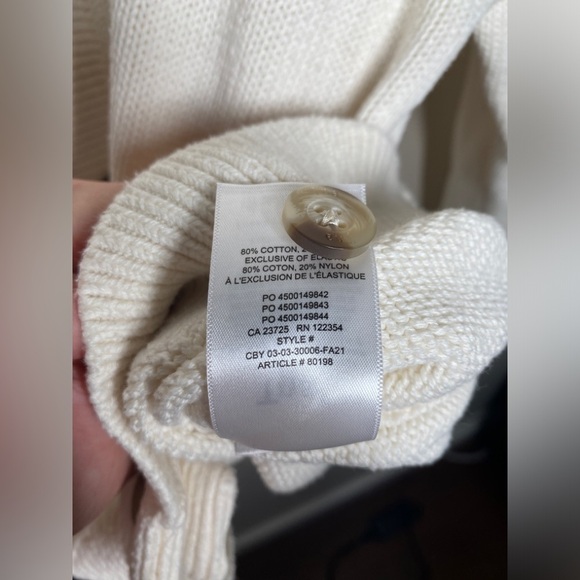 80% COTTON, 2
EXCLUSIVE OF
80% COTTON, 20% NYLON
À L'EXCLUSION DE L'ÉLASTIQUE
PO 4500149842
PO 4500149843
PO 4500149844
CA 23725 RN 122354
STYLE #
CBY 03-03-30006-FA21
ARTICLE # 80198